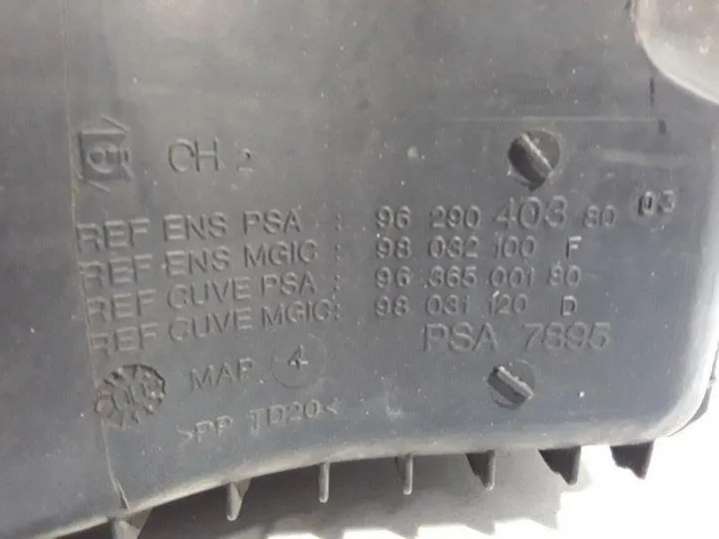 CH 2
REF ENS PSA : 96 290 403 80 03
REF ENS MGIC: 98 032 100 F
REF CUVE PSA : 96 365 001 80
REF CUVE MGIC: 98 031 120 D
PSA 7895
MAP. 4
>PP TD20<